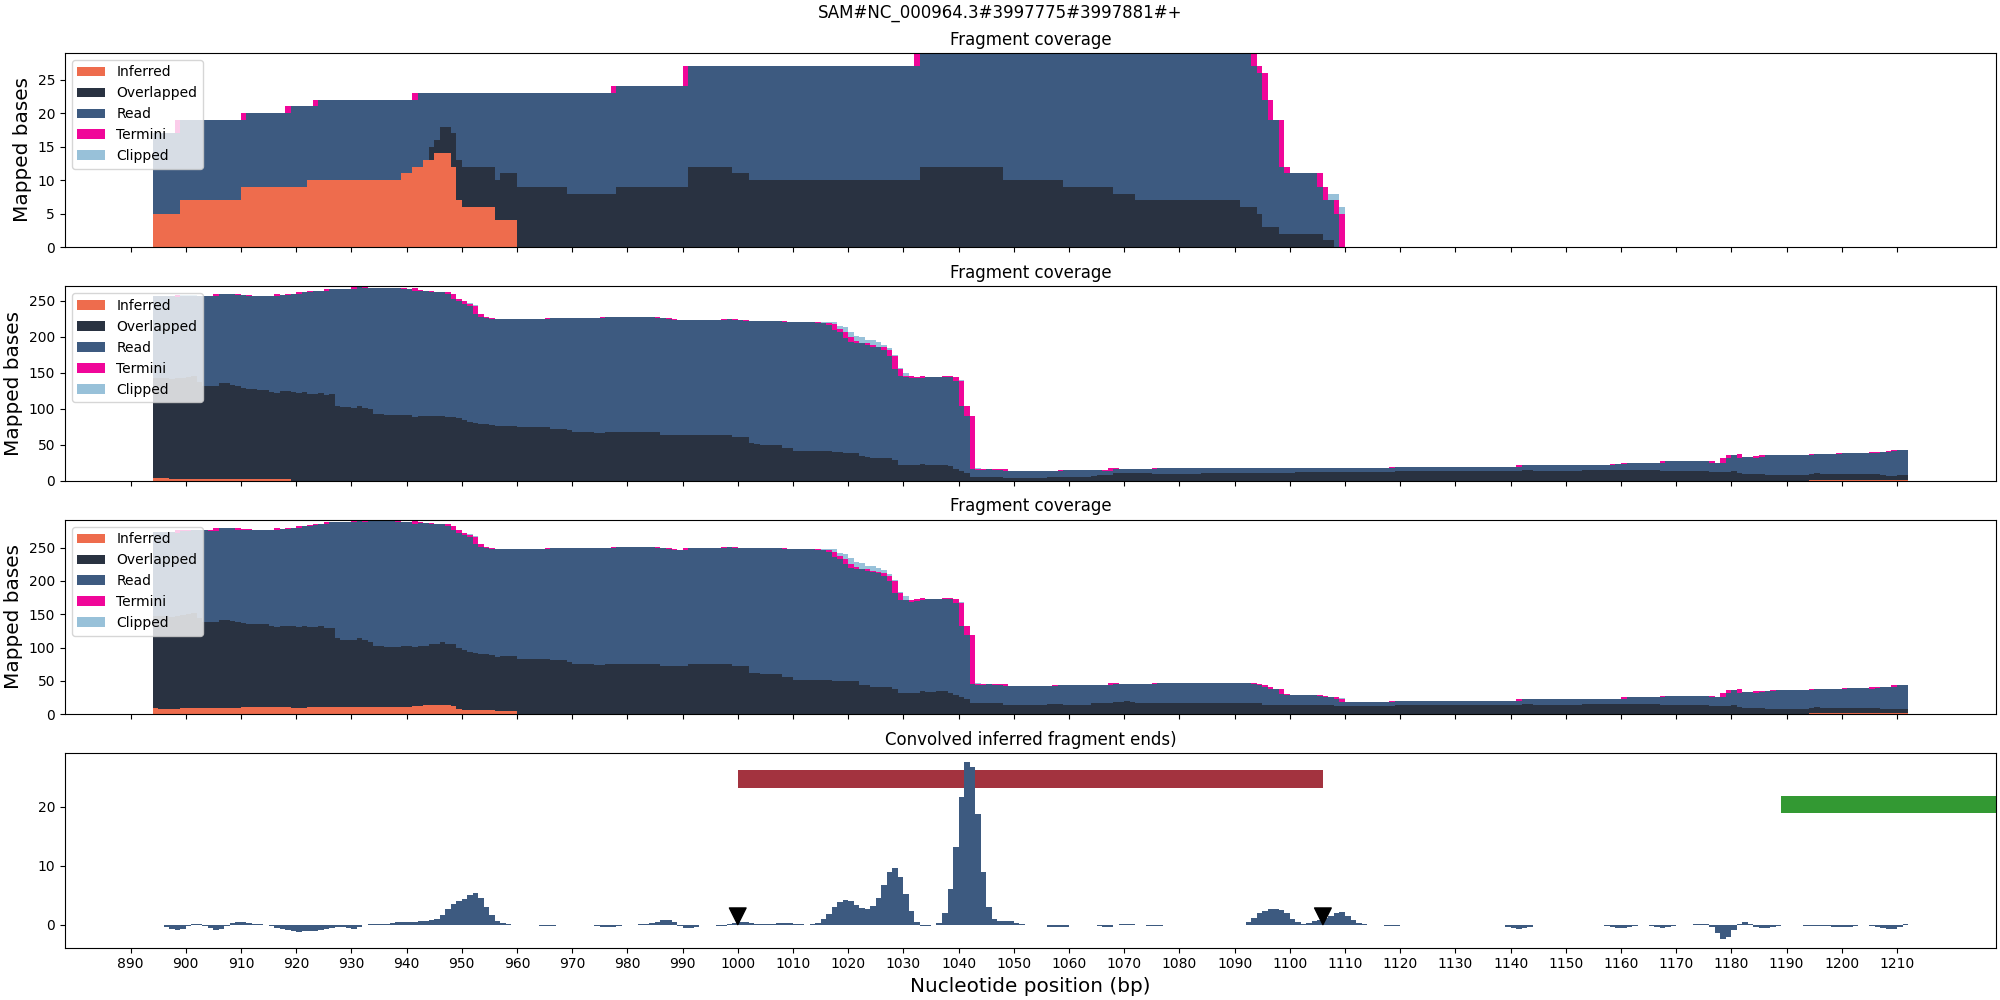 SAM#NC_000964.3#3997775#3997881#+
Fragment coverage
Mapped bases
25
20
15
10
5
0
Inferred
Overlapped
Read
Termini
Clipped
Fragment coverage
Mapped bases
250
200
150
100
50
0
Inferred
Overlapped
Read
Termini
Clipped
Fragment coverage
Mapped bases
250
200
150
100
50
0
Inferred
Overlapped
Read
Termini
Clipped
Convolved inferred fragment ends)
20
10
0
890 900 910 920 930 940 950 960 970 980 990 1000 1010 1020 1030 1040 1050 1060 1070 1080 1090 1100 1110 1120 1130 1140 1150 1160 1170 1180 1190 1200 1210
Nucleotide position (bp)